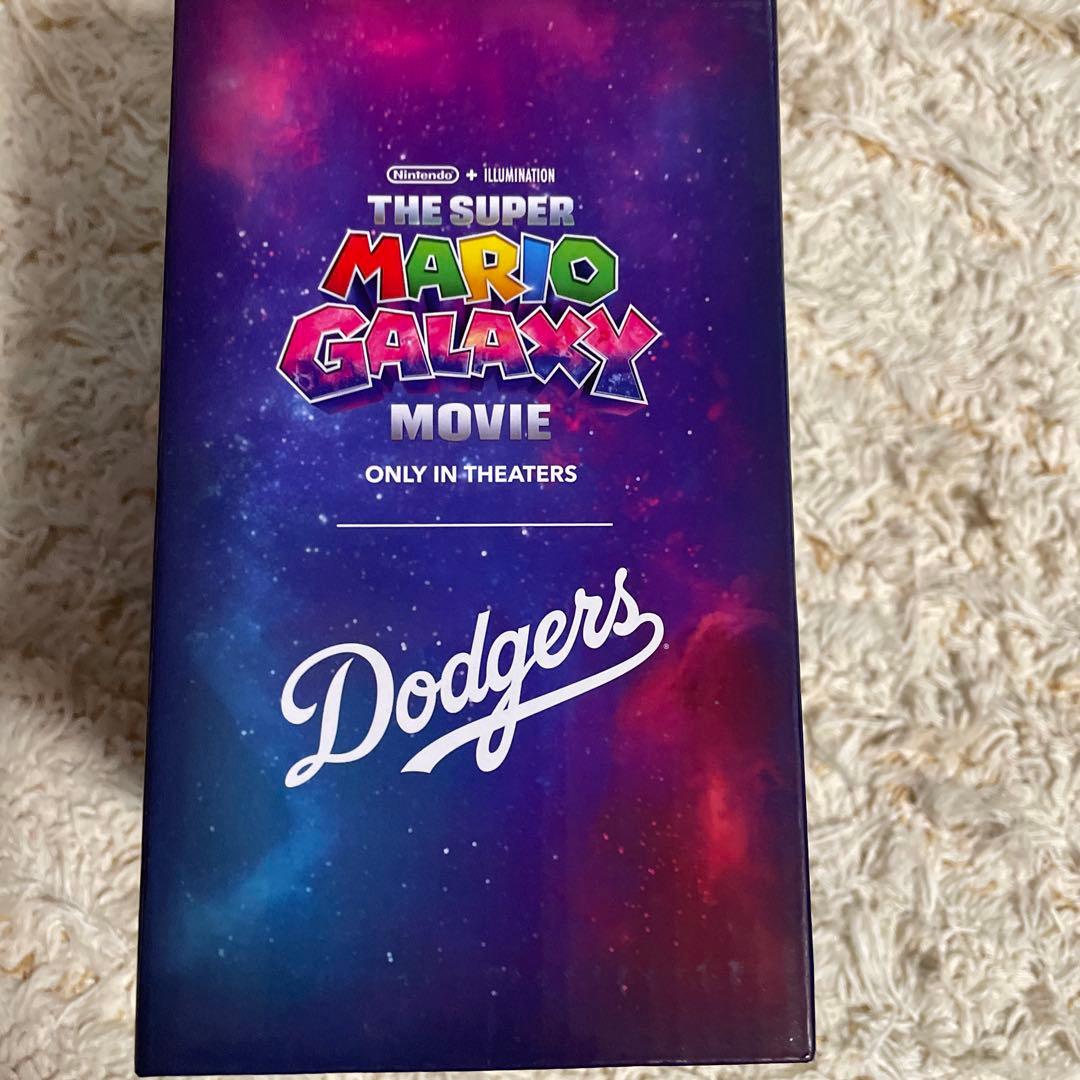 Nintendo + ILLUMINATION
THE SUPER
MARIO
GALAXY
MOVIE
ONLY IN THEATERS
Dodgers